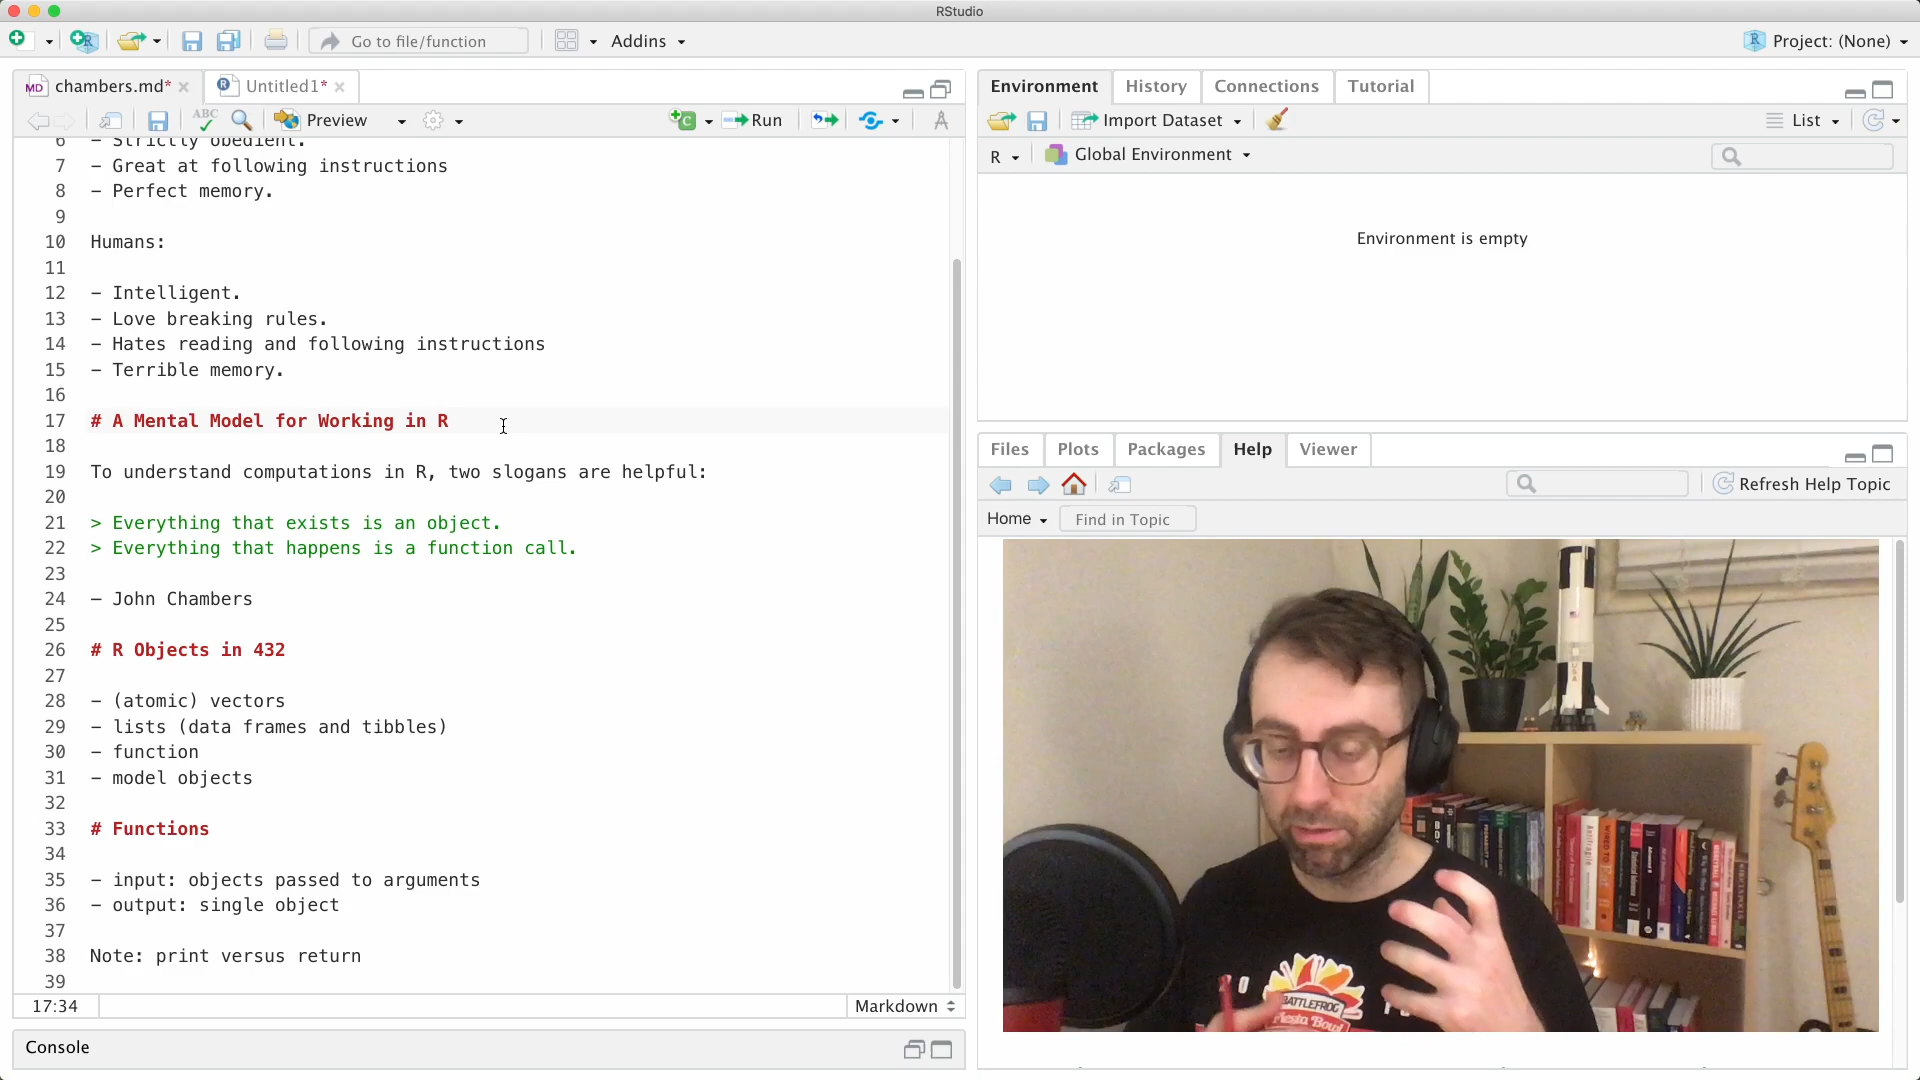 RStudio
Go to file/function
Addins
Project: (None)
MD chambers.md*
Untitled1*
ABC
Preview
Run
6 - Strictly obedient.
7 - Great at following instructions
8 - Perfect memory.
9
10 Humans:
11
12 - Intelligent.
13 - Love breaking rules.
14 - Hates reading and following instructions
15 - Terrible memory.
16
17 # A Mental Model for Working in R
18
19 To understand computations in R, two slogans are helpful:
20
21 > Everything that exists is an object.
22 > Everything that happens is a function call.
23
24 - John Chambers
25
26 # R Objects in 432
27
28 - (atomic) vectors
29 - lists (data frames and tibbles)
30 - function
31 - model objects
32
33 # Functions
34
35 - input: objects passed to arguments
36 - output: single object
37
38 Note: print versus return
39
17:34
Markdown
Console
Environment
History
Connections
Tutorial
Import Dataset
List
R
Global Environment
Environment is empty
Files
Plots
Packages
Help
Viewer
Refresh Help Topic
Home
Find in Topic
USA
BATTLEFROG
Fiesta Bowl